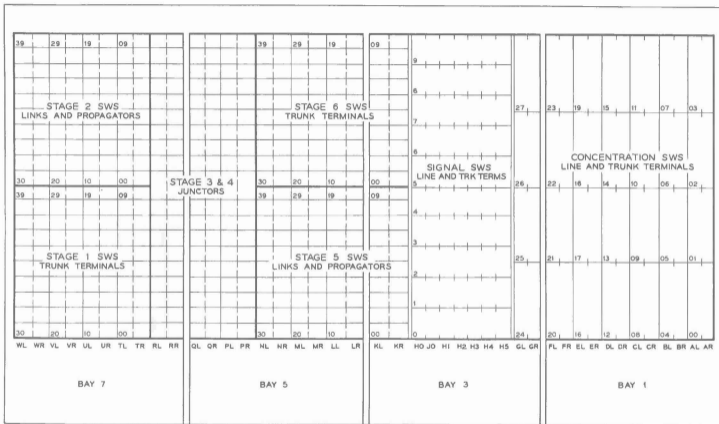 39 29 19 09 39 29 19 09
9
8
27 23 19 15 11 07 03
STAGE 2 SWS
LINKS AND PROPAGATORS
STAGE 6 SWS
TRUNK TERMINALS
7
6
CONCENTRATION SWS
LINE AND TRUNK TERMINALS
SIGNAL SWS
LINE AND TRK TERMS
STAGE 3 & 4
JUNCTORS
30 20 10 00 30 20 10 00 5 26 22 18 14 10 06 02
39 29 19 09 39 29 19 09
4
3
STAGE 1 SWS
TRUNK TERMINALS
STAGE 5 SWS
LINKS AND PROPAGATORS
25 21 17 13 09 05 01
2
1
30 20 10 00 30 20 10 00 0 24 20 16 12 08 04 00
WL WR VL VR UL UR TL TR RL RR QL QR PL PR NL NR ML MR LL LR KL KR H0 J0 H1 H2 H3 H4 H5 GL GR FL FR EL ER DL DR CL CR BL BR AL AR
BAY 7 BAY 5 BAY 3 BAY 1